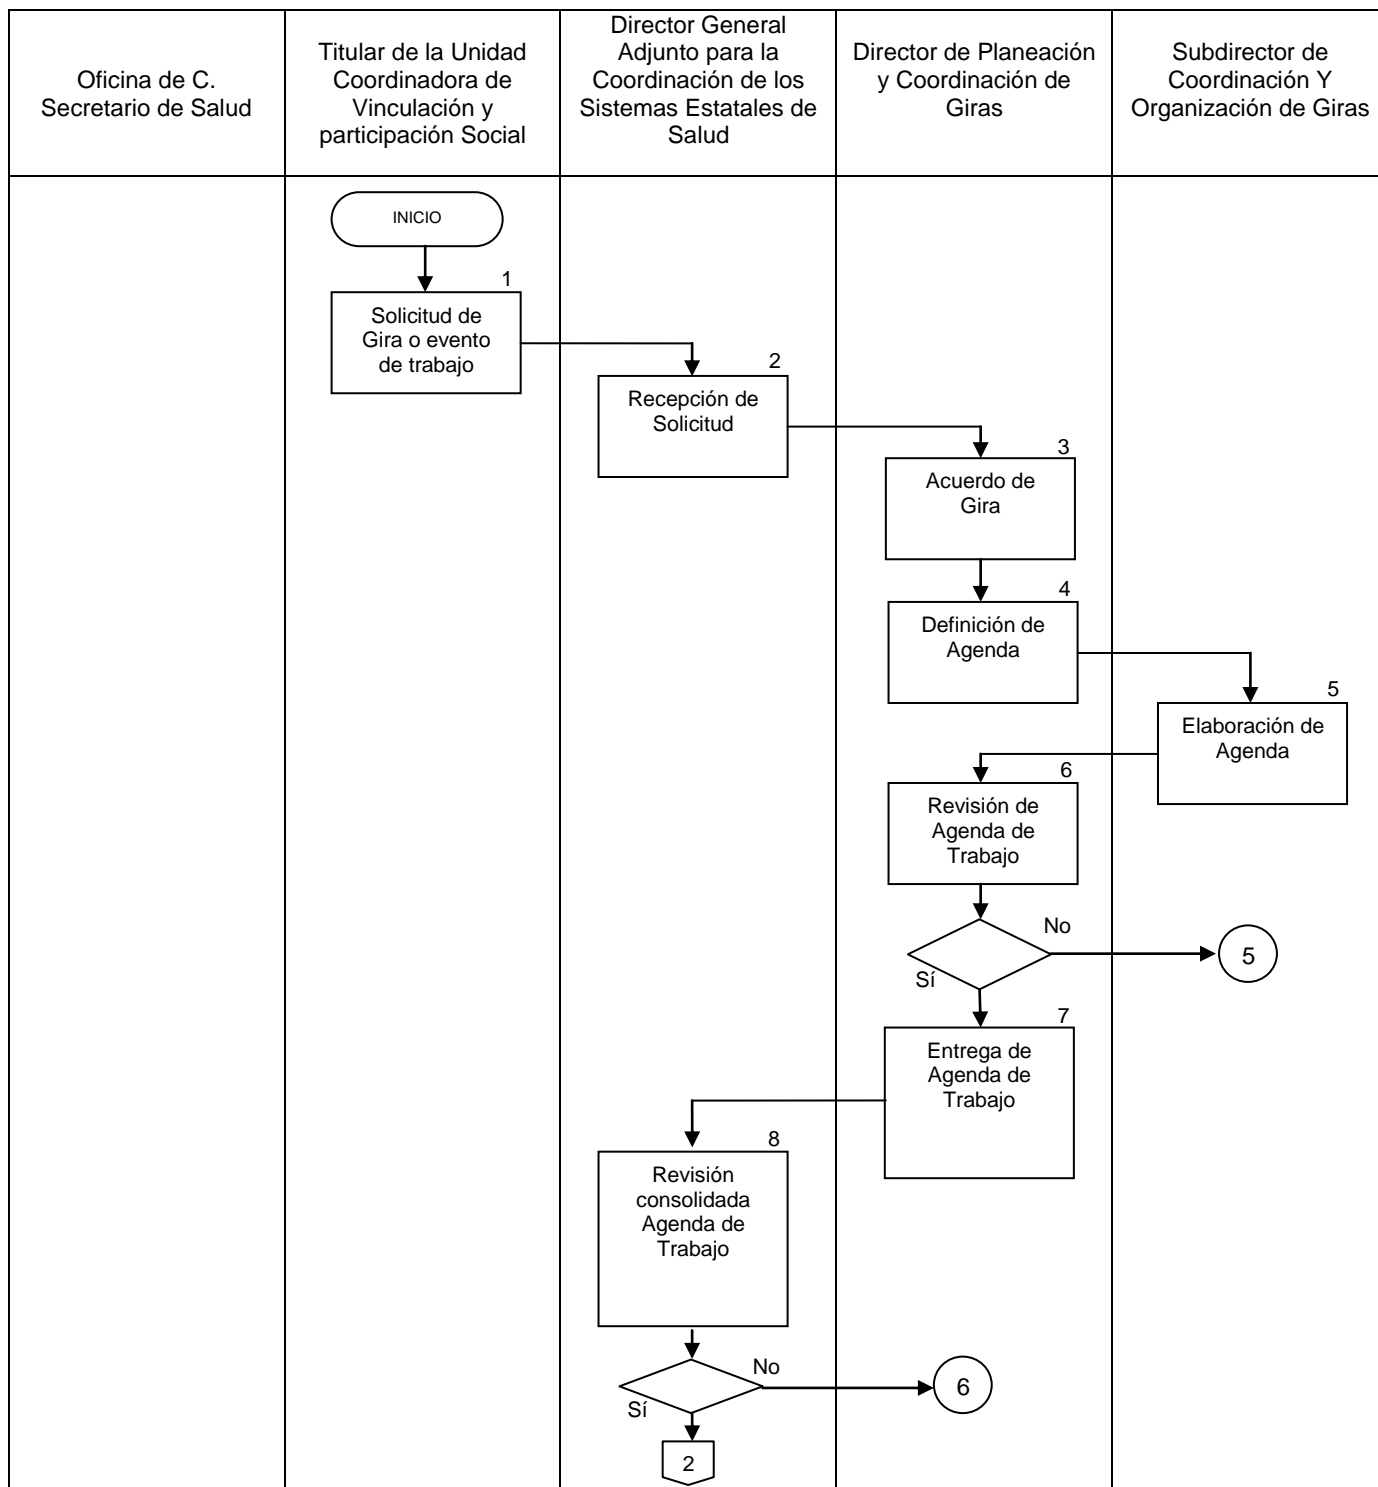 Oficina de C.
Secretario de Salud
Titular de la Unidad
Coordinadora de
Vinculación y
participación Social
Director General
Adjunto para la
Coordinación de los
Sistemas Estatales de
Salud
Director de Planeación
y Coordinación de
Giras
Subdirector de
Coordinación Y
Organización de Giras
INICIO
1
Solicitud de
Gira o evento
de trabajo
2
Recepción de
Solicitud
3
Acuerdo de
Gira
4
Definición de
Agenda
5
Elaboración de
Agenda
6
Revisión de
Agenda de
Trabajo
No
5
Sí
7
Entrega de
Agenda de
Trabajo
8
Revisión
consolidada
Agenda de
Trabajo
No
6
Sí
2